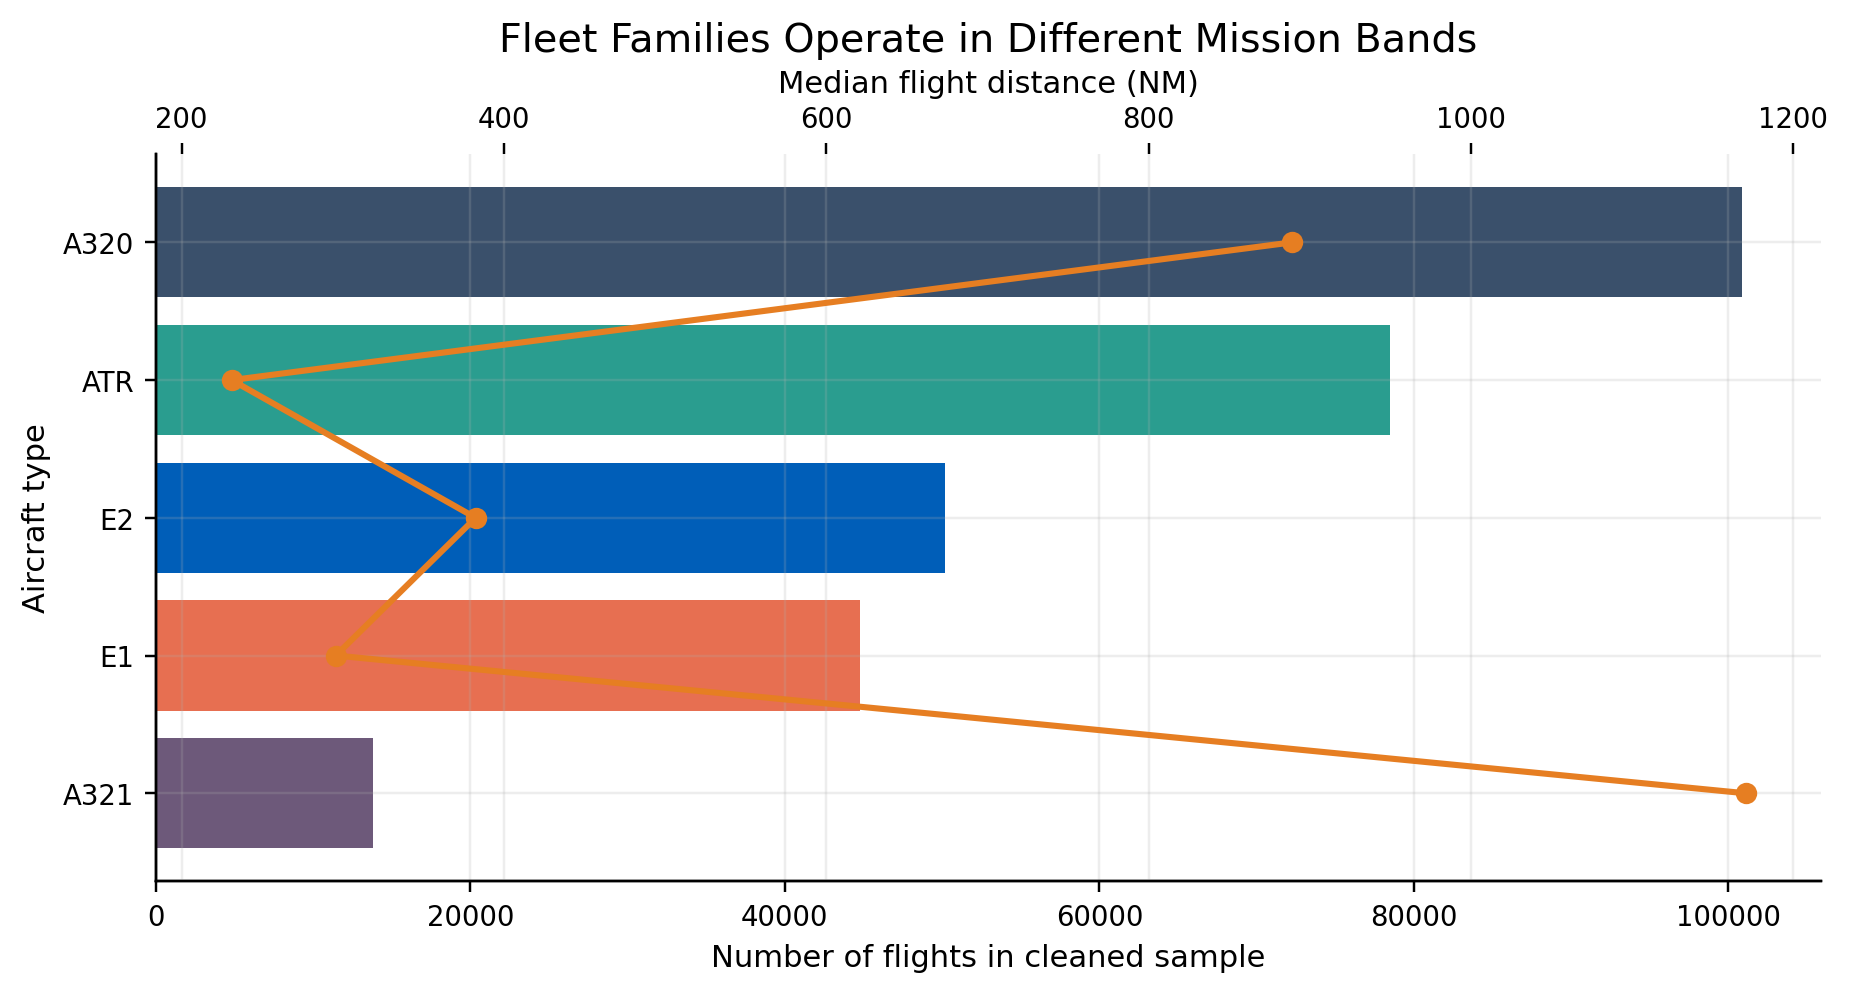 Fleet Families Operate in Different Mission Bands
Median flight distance (NM)
200 400 600 800 1000 1200
A320
ATR
E2
E1
A321
Aircraft type
0 20000 40000 60000 80000 100000
Number of flights in cleaned sample